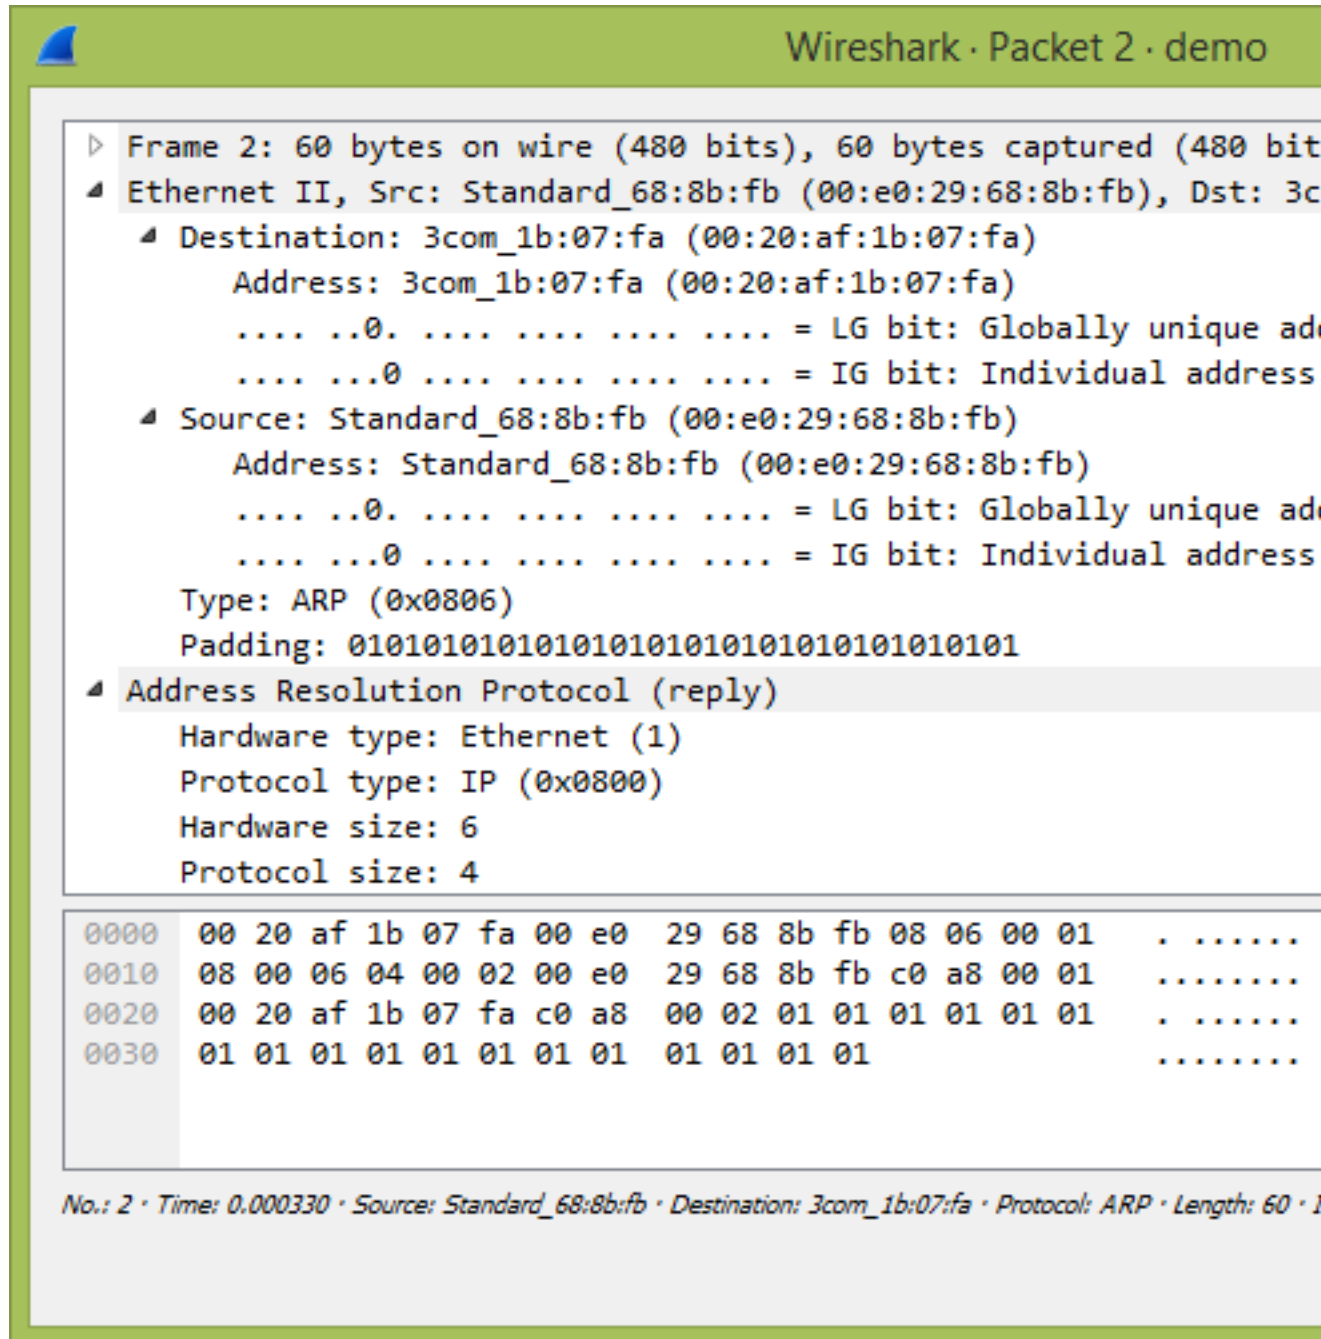 Wireshark · Packet 2 · demo
Frame 2: 60 bytes on wire (480 bits), 60 bytes captured (480 bit
Ethernet II, Src: Standard_68:8b:fb (00:e0:29:68:8b:fb), Dst: 3c
Destination: 3com_1b:07:fa (00:20:af:1b:07:fa)
Address: 3com_1b:07:fa (00:20:af:1b:07:fa)
.... ..0. .... .... .... .... = LG bit: Globally unique add
.... ...0 .... .... .... .... = IG bit: Individual address
Source: Standard_68:8b:fb (00:e0:29:68:8b:fb)
Address: Standard_68:8b:fb (00:e0:29:68:8b:fb)
.... ..0. .... .... .... .... = LG bit: Globally unique add
.... ...0 .... .... .... .... = IG bit: Individual address
Type: ARP (0x0806)
Padding: 010101010101010101010101010101010101
Address Resolution Protocol (reply)
Hardware type: Ethernet (1)
Protocol type: IP (0x0800)
Hardware size: 6
Protocol size: 4
0000 00 20 af 1b 07 fa 00 e0 29 68 8b fb 08 06 00 01 . ......
0010 08 00 06 04 00 02 00 e0 29 68 8b fb c0 a8 00 01 ........
0020 00 20 af 1b 07 fa c0 a8 00 02 01 01 01 01 01 01 . ......
0030 01 01 01 01 01 01 01 01 01 01 01 01 ........
No.: 2 · Time: 0.000330 · Source: Standard_68:8b:fb · Destination: 3com_1b:07:fa · Protocol: ARP · Length: 60 ·